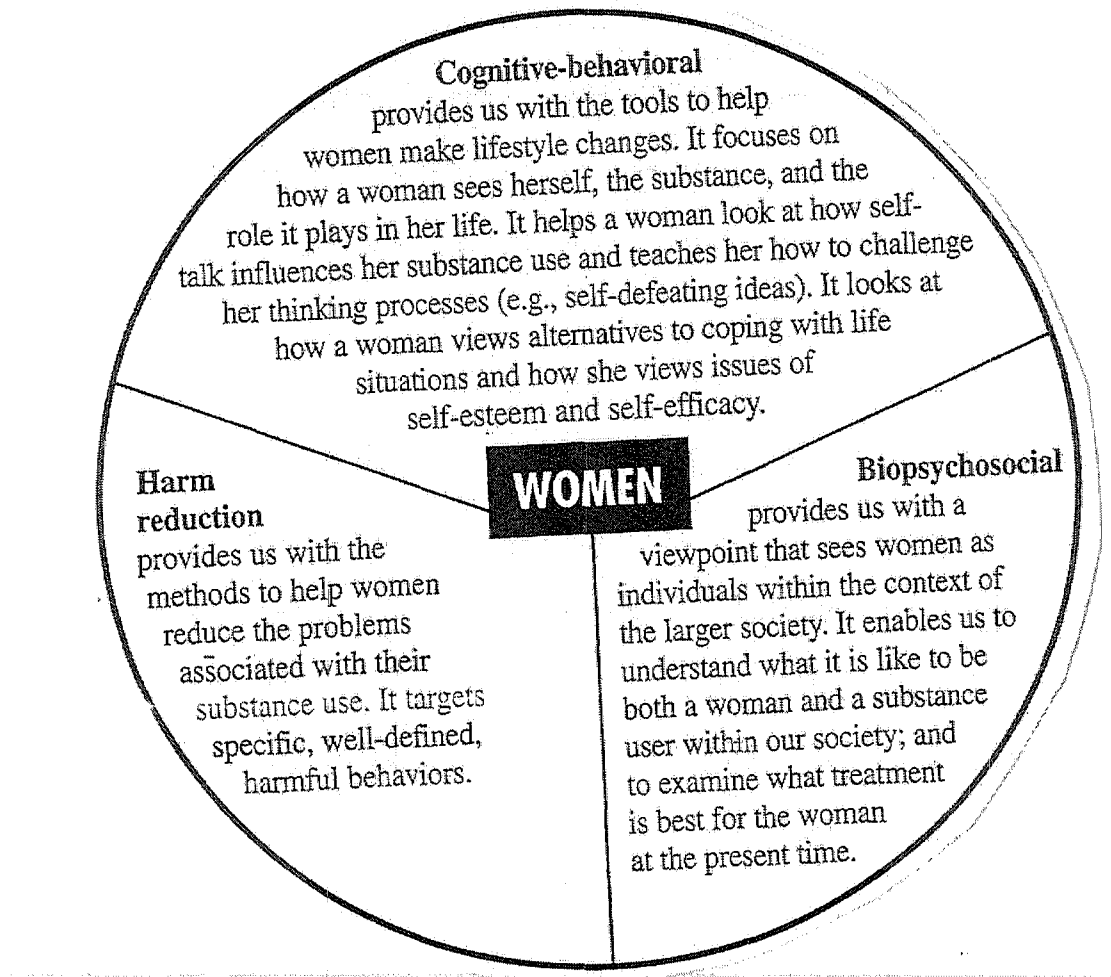 Cognitive-behavioral
provides us with the tools to help
women make lifestyle changes. It focuses on
how a woman sees herself, the substance, and the
role it plays in her life. It helps a woman look at how self-
talk influences her substance use and teaches her how to challenge
her thinking processes (e.g., self-defeating ideas). It looks at
how a woman views alternatives to coping with life
situations and how she views issues of
self-esteem and self-efficacy.
WOMEN
Harm
reduction
provides us with the
methods to help women
reduce the problems
associated with their
substance use. It targets
specific, well-defined,
harmful behaviors.
Biopsychosocial
provides us with a
viewpoint that sees women as
individuals within the context of
the larger society. It enables us to
understand what it is like to be
both a woman and a substance
user within our society; and
to examine what treatment
is best for the woman
at the present time.